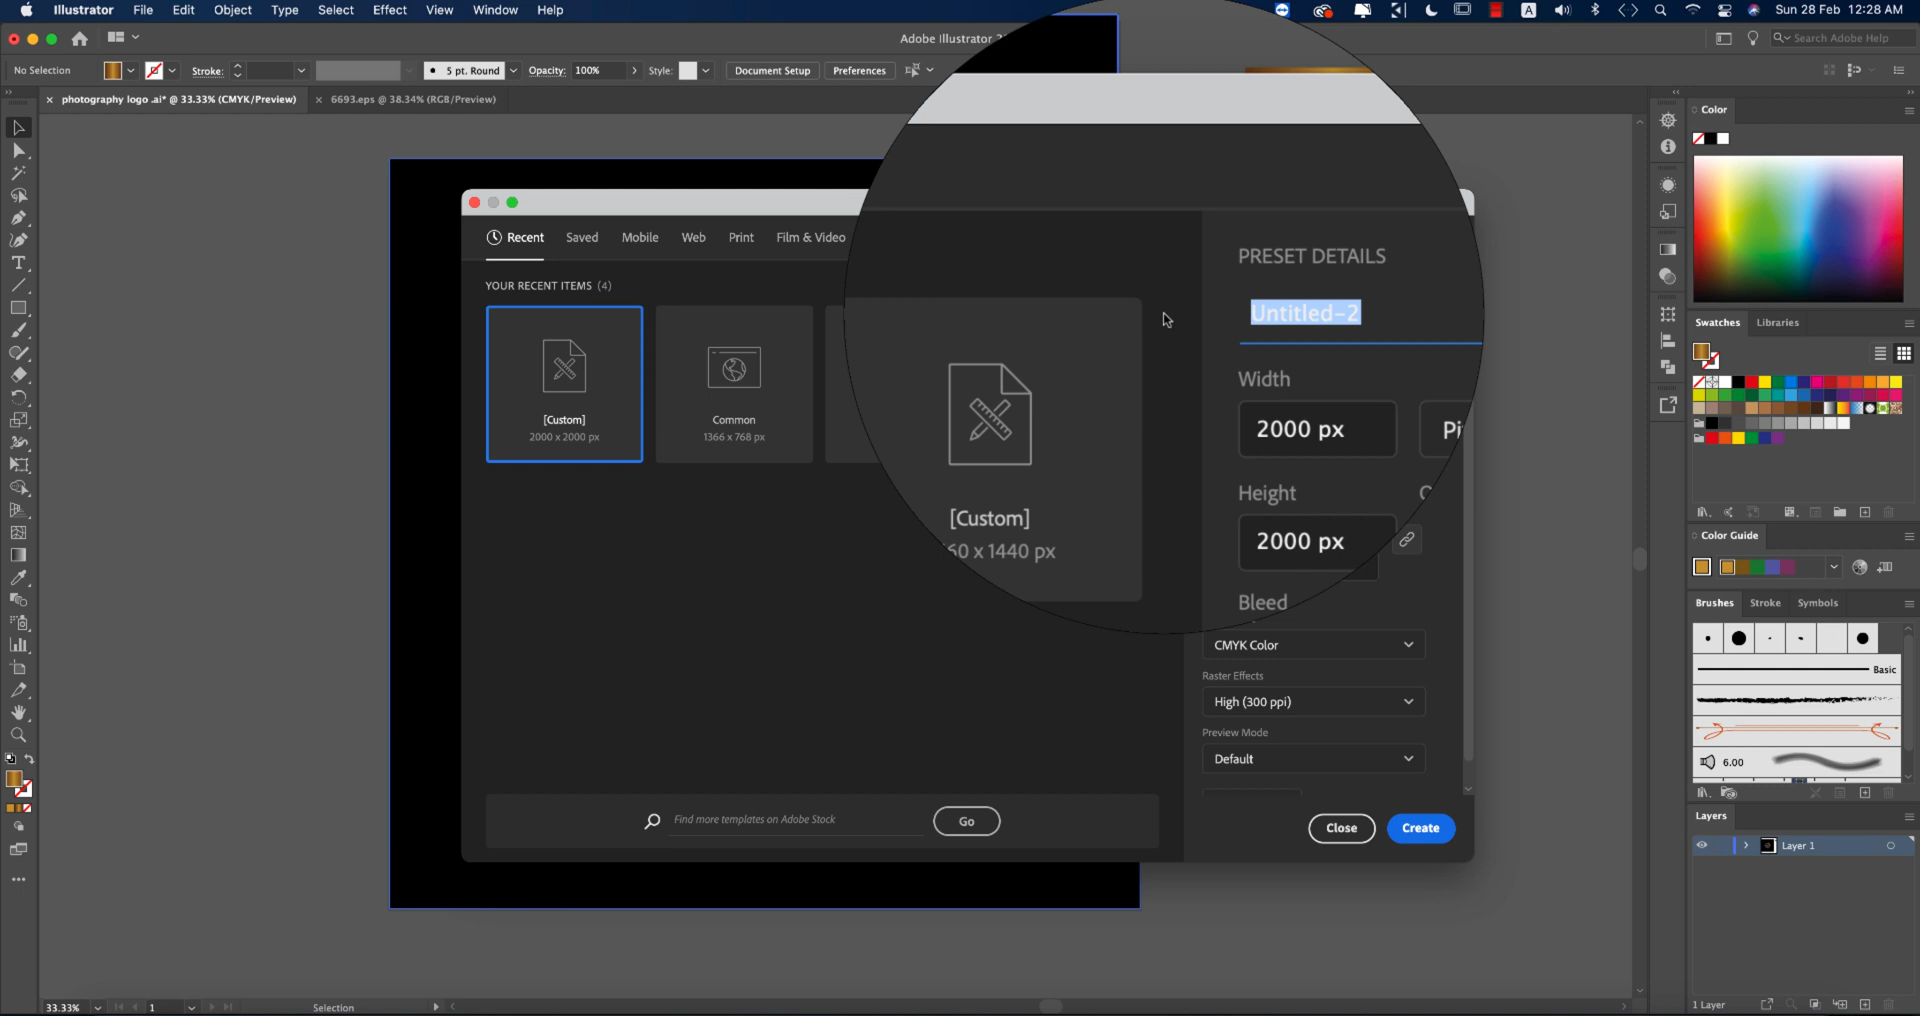 Illustrator File Edit Object Type Select Effect View Window Help
A
Sun 28 Feb 12:28 AM
Adobe Illustrator
Search Adobe Help
No Selection
Stroke:
5 pt. Round
Opacity: 100%
Style:
Document Setup
Preferences
photography logo .ai* @ 33.33% (CMYK/Preview)
6693.eps @ 38.34% (RGB/Preview)
Recent
Saved
Mobile
Web
Print
Film & Video
YOUR RECENT ITEMS (4)
[Custom]
2000 x 2000 px
Common
1366 x 768 px
[Custom]
60 x 1440 px
PRESET DETAILS
Untitled-2
Width
2000 px
Pi
Height
2000 px
Bleed
CMYK Color
Raster Effects
High (300 ppi)
Preview Mode
Default
Find more templates on Adobe Stock
Go
Close
Create
Color
Swatches
Libraries
Color Guide
Brushes
Stroke
Symbols
Basic
6.00
Layers
Layer 1
1 Layer
33.33%
1
Selection